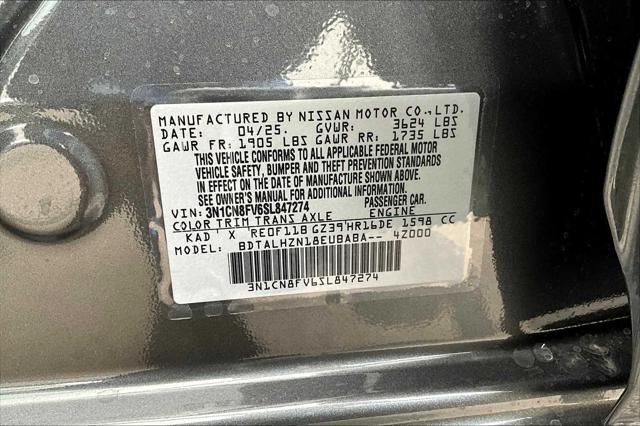 MANUFACTURED BY NISSAN MOTOR CO.,LTD.
DATE: 04/25. GVWR: 3624 LBS
GAWR FR: 1905 LBS GAWR RR: 1735 LBS
THIS VEHICLE CONFORMS TO ALL APPLICABLE FEDERAL MOTOR
VEHICLE SAFETY, BUMPER AND THEFT PREVENTION STANDARDS
IN EFFECT ON THE DATE OF MANUFACTURE SHOWN ABOVE.
SEE OWNER'S MANUAL FOR ADDITIONAL INFORMATION.
VIN: 3N1CN8FV6SL847274 PASSENGER CAR.
COLOR TRIM TRANS AXLE ENGINE
KAD X RE0F11B GZ39 HR16DE 1598 CC
MODEL: BDTALHZN18EUBABA-- 4Z000
3N1CN8FV6SL847274